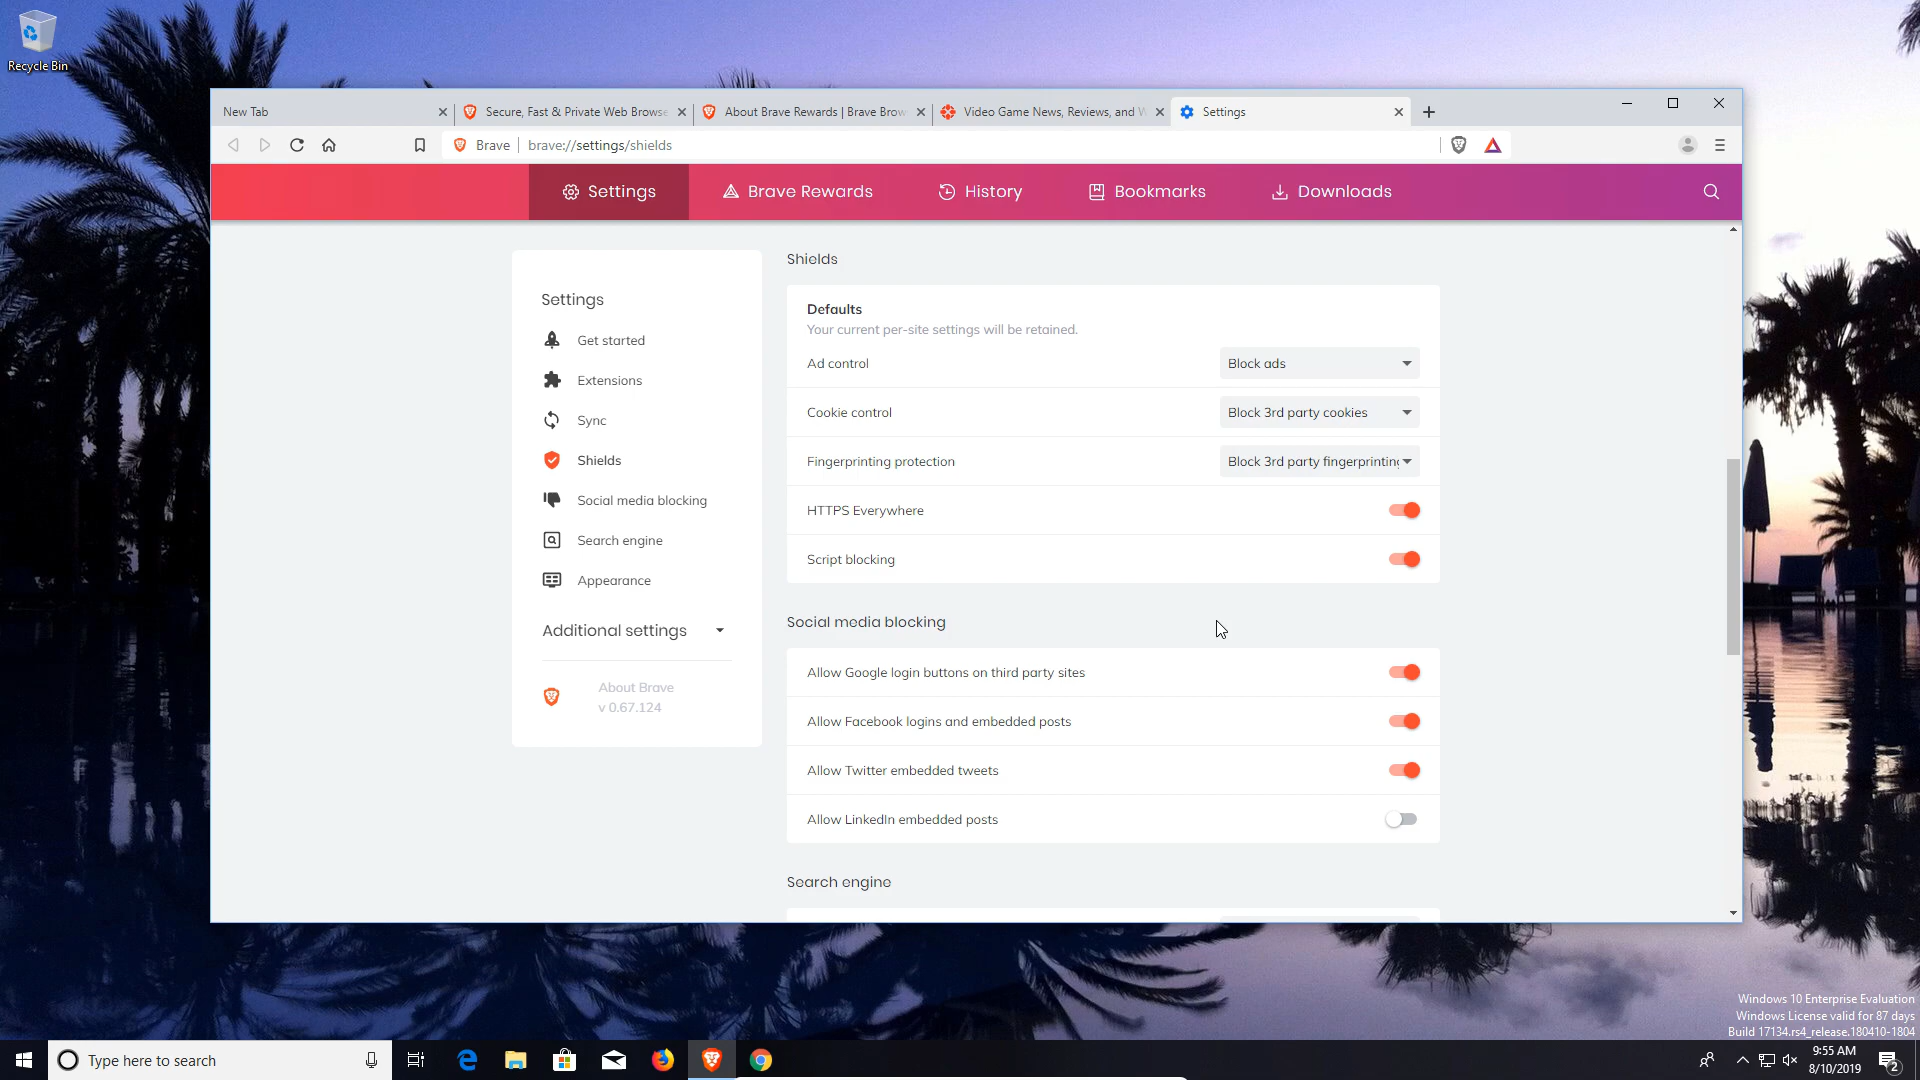 Recycle Bin
New Tab
Secure, Fast & Private Web Browse
About Brave Rewards | Brave Brow
Video Game News, Reviews, and W
Settings
Brave
brave://settings/shields
Settings
Brave Rewards
History
Bookmarks
Downloads
Settings
Get started
Extensions
Sync
Shields
Social media blocking
Search engine
Appearance
Additional settings
About Brave
v 0.67.124
Shields
Defaults
Your current per-site settings will be retained.
Ad control
Block ads
Cookie control
Block 3rd party cookies
Fingerprinting protection
Block 3rd party fingerprinting
HTTPS Everywhere
Script blocking
Social media blocking
Allow Google login buttons on third party sites
Allow Facebook logins and embedded posts
Allow Twitter embedded tweets
Allow LinkedIn embedded posts
Search engine
Windows 10 Enterprise Evaluation
Windows License valid for 87 days
Build 17134.rs4_release.180410-1804
Type here to search
9:55 AM
8/10/2019
2